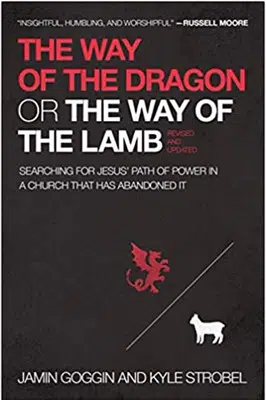 "INSIGHTFUL, HUMBLING, AND WORSHIPFUL" —RUSSELL MOORE
THE WAY
OF THE DRAGON
OR THE WAY OF
THE LAMB
REVISED
AND
UPDATED
SEARCHING FOR JESUS' PATH OF POWER IN
A CHURCH THAT HAS ABANDONED IT
JAMIN GOGGIN AND KYLE STROBEL